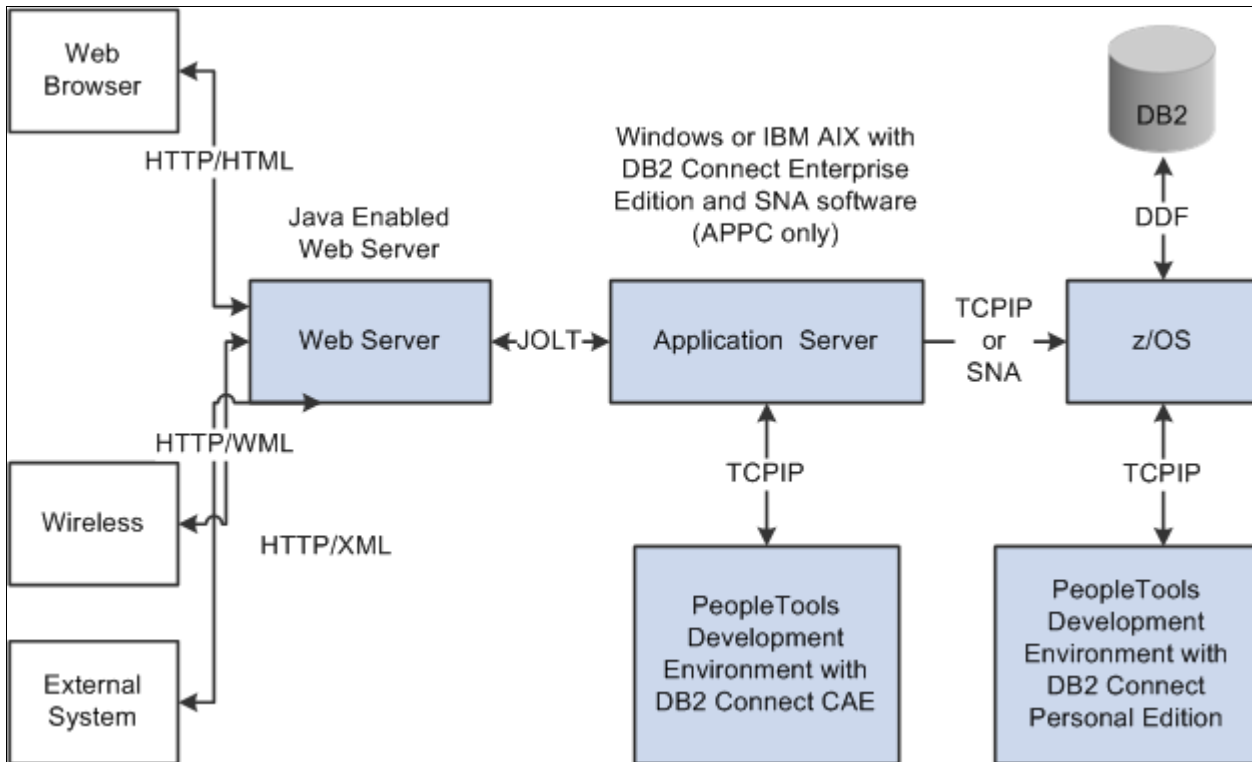 Web
Browser
HTTP/HTML
Java Enabled
Web Server
Windows or IBM AIX with
DB2 Connect Enterprise
Edition and SNA software
(APPC only)
DB2
DDF
Web Server
JOLT
Application Server
TCPIP
or
SNA
z/OS
HTTP/WML
Wireless
HTTP/XML
TCPIP
TCPIP
External
System
PeopleTools
Development
Environment with
DB2 Connect CAE
PeopleTools
Development
Environment with
DB2 Connect
Personal Edition